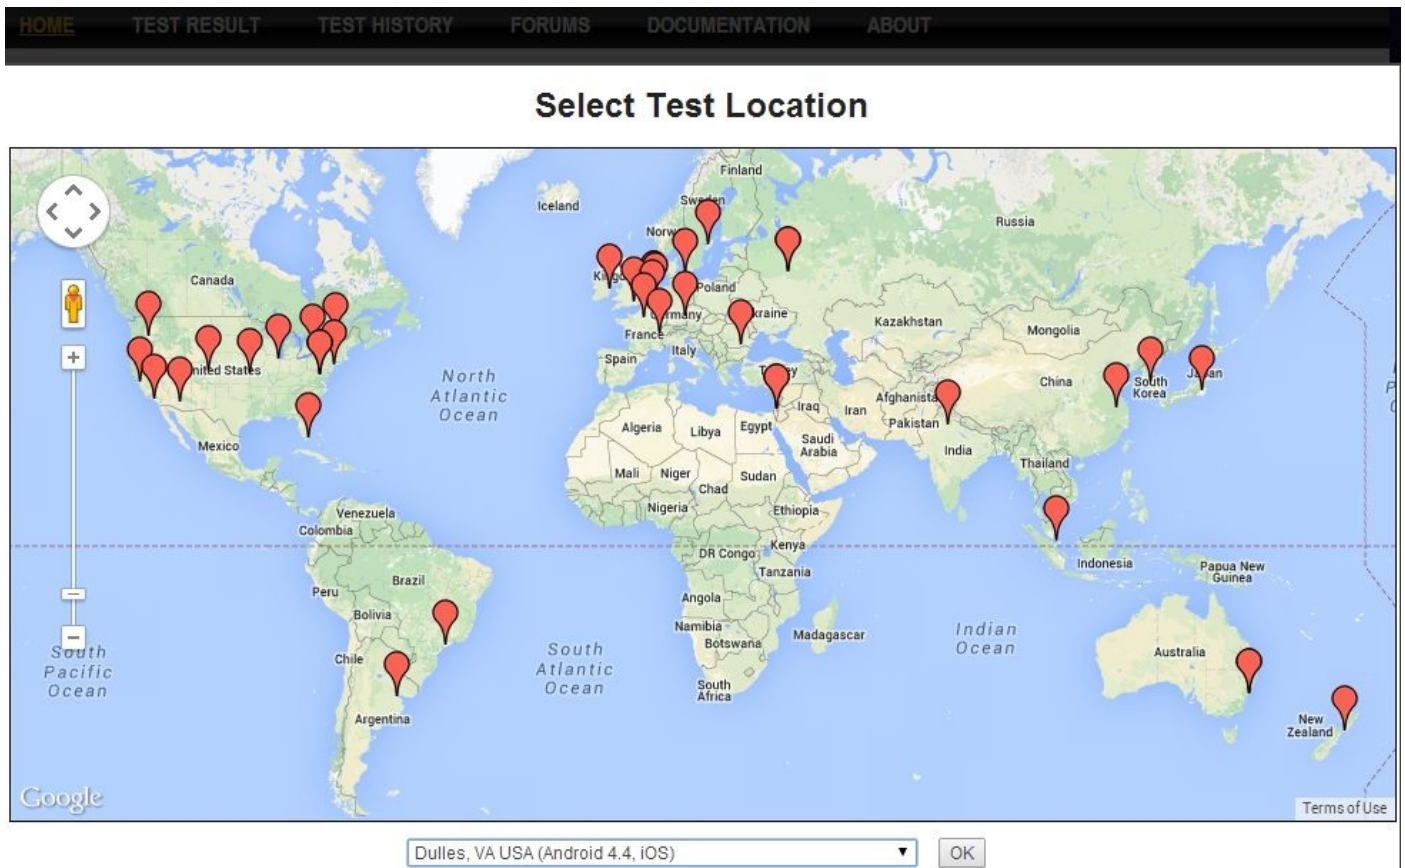 HOME TEST RESULT TEST HISTORY FORUMS DOCUMENTATION ABOUT
Select Test Location
Finland
Iceland
Russia
Canada
Poland
Kazakhstan
Mongolia
France
Spain
Italy
North
Atlantic
Ocean
China
South
Korea
Iraq
Iran
Pakistan
Algeria
Libya
Egypt
Saudi
Arabia
India
Mexico
Mali
Niger
Chad
Sudan
Thailand
Nigeria
Ethiopia
Venezuela
Colombia
DR Congo
Kenya
Indonesia
Papua New
Guinea
Tanzania
Peru
Brazil
Angola
Bolivia
Namibia
Botswana
Madagascar
Indian
Ocean
South
Pacific
Ocean
Chile
South
Atlantic
Ocean
Australia
South
Africa
Argentina
New
Zealand
Google
Terms of Use
Dulles, VA USA (Android 4.4, iOS)
OK